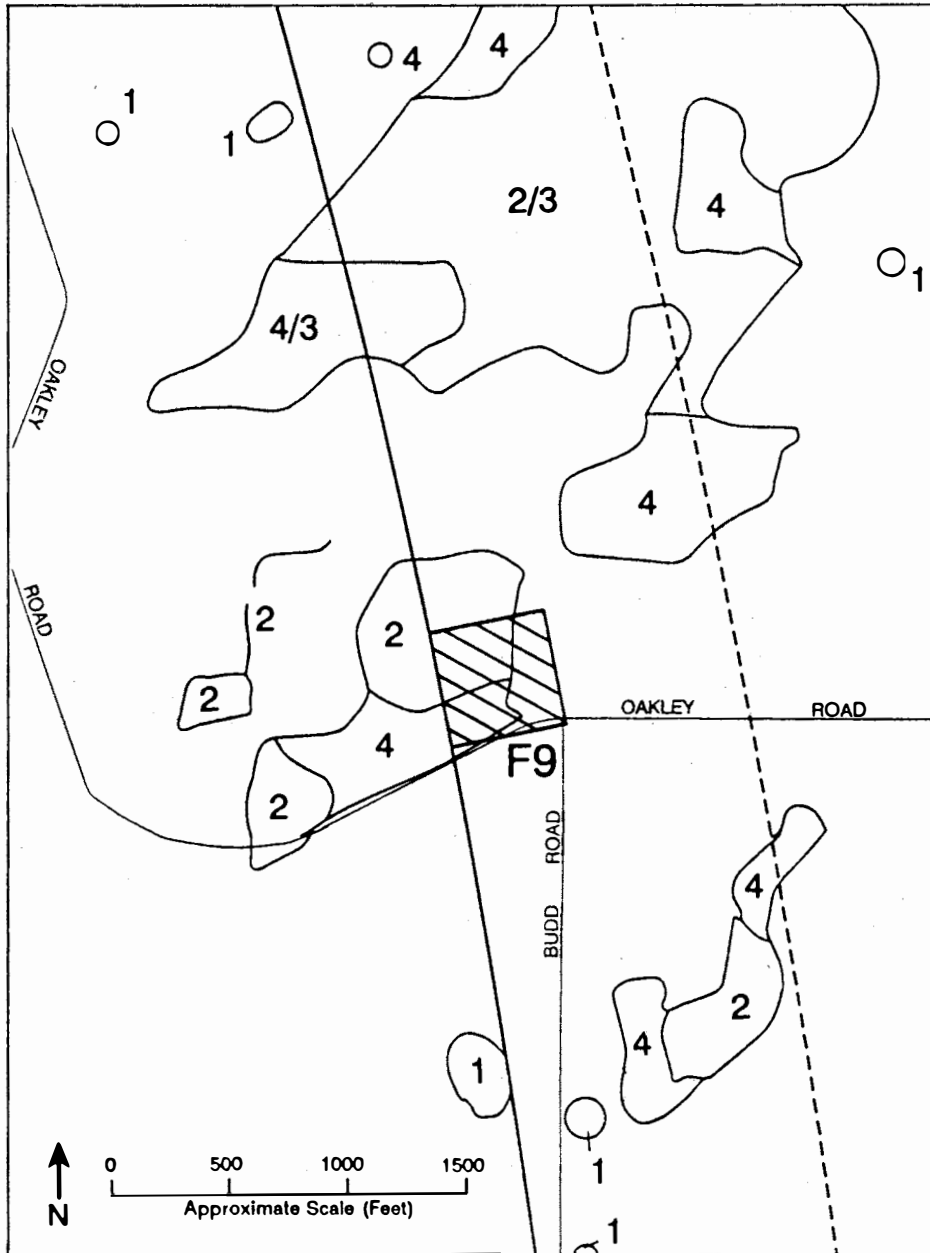 4
4
1
1
2/3
4
1
4/3
OAKLEY
4
ROAD
2
2
2
OAKLEY ROAD
4
F9
2
BUDD ROAD
4
2
4
1
1
1
0 500 1000 1500
Approximate Scale (Feet)
N